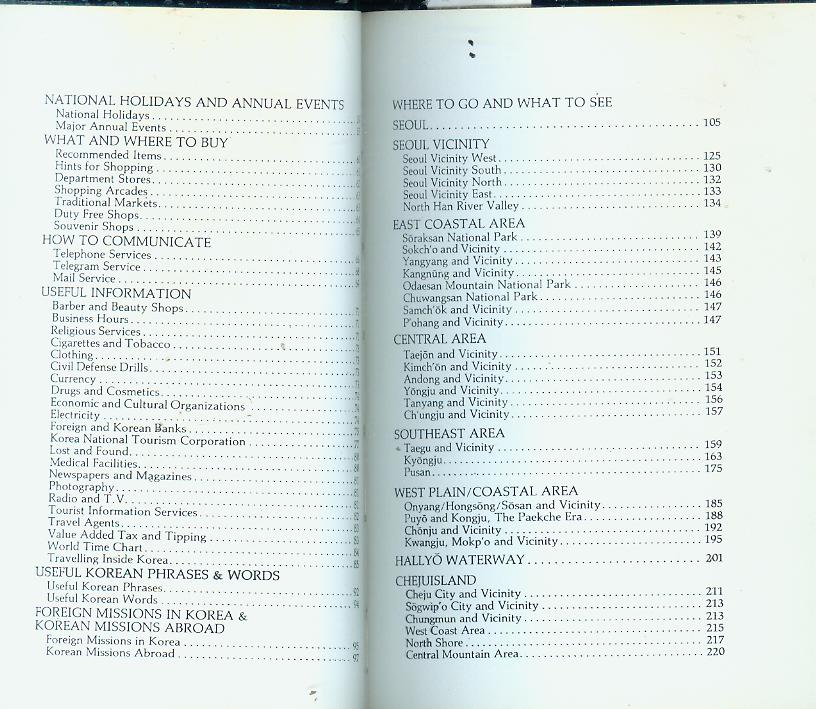 NATIONAL HOLIDAYS AND ANNUAL EVENTS
National Holidays
Major Annual Events
WHAT AND WHERE TO BUY
Recommended Items
Hints for Shopping
Department Stores
Shopping Arcades
Traditional Markets
Duty Free Shops
Souvenir Shops
HOW TO COMMUNICATE
Telephone Services
Telegram Service
Mail Service
USEFUL INFORMATION
Barber and Beauty Shops
Business Hours
Religious Services
Cigarettes and Tobacco
Clothing
Civil Defense Drills
Currency
Drugs and Cosmetics
Economic and Cultural Organizations
Electricity
Foreign and Korean Banks
Korea National Tourism Corporation
Lost and Found
Medical Facilities
Newspapers and Magazines
Photography
Radio and T.V.
Tourist Information Services
Travel Agents
Value Added Tax and Tipping
World Time Chart
Travelling Inside Korea
USEFUL KOREAN PHRASES & WORDS
Useful Korean Phrases 92
Useful Korean Words 94
FOREIGN MISSIONS IN KOREA &
KOREAN MISSIONS ABROAD
Foreign Missions in Korea 95
Korean Missions Abroad 97
WHERE TO GO AND WHAT TO SEE
SEOUL 105
SEOUL VICINITY
Seoul Vicinity West 125
Seoul Vicinity South 130
Seoul Vicinity North 132
Seoul Vicinity East 133
North Han River Valley 134
EAST COASTAL AREA
Sŏraksan National Park 139
Sokch'o and Vicinity 142
Yangyang and Vicinity 143
Kangnŭng and Vicinity 145
Odaesan Mountain National Park 146
Chuwangsan National Park 146
Samch'ŏk and Vicinity 147
P'ohang and Vicinity 147
CENTRAL AREA
Taejŏn and Vicinity 151
Kimch'ŏn and Vicinity 152
Andong and Vicinity 153
Yŏngju and Vicinity 154
Tanyang and Vicinity 156
Ch'ungju and Vicinity 157
SOUTHEAST AREA
Taegu and Vicinity 159
Kyŏngju 163
Pusan 175
WEST PLAIN/COASTAL AREA
Onyang/Hongsŏng/Sŏsan and Vicinity 185
Puyŏ and Kongju, The Paekche Era 188
Chŏnju and Vicinity 192
Kwangju, Mokp'o and Vicinity 195
HALLYŎ WATERWAY 201
CHEJUISLAND
Cheju City and Vicinity 211
Sŏgwip'o City and Vicinity 213
Chungmun and Vicinity 213
West Coast Area 215
North Shore 217
Central Mountain Area 220